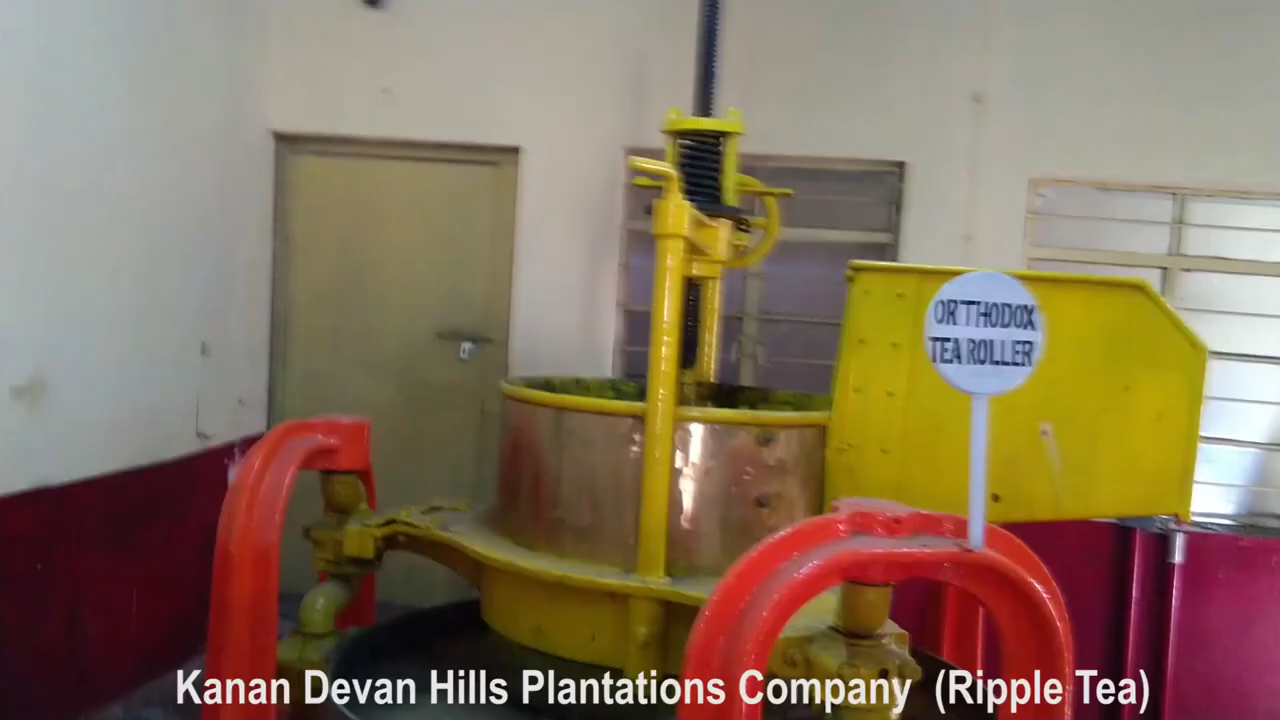 ORTHODOX
TEA ROLLER
Kanan Devan Hills Plantations Company (Ripple Tea)